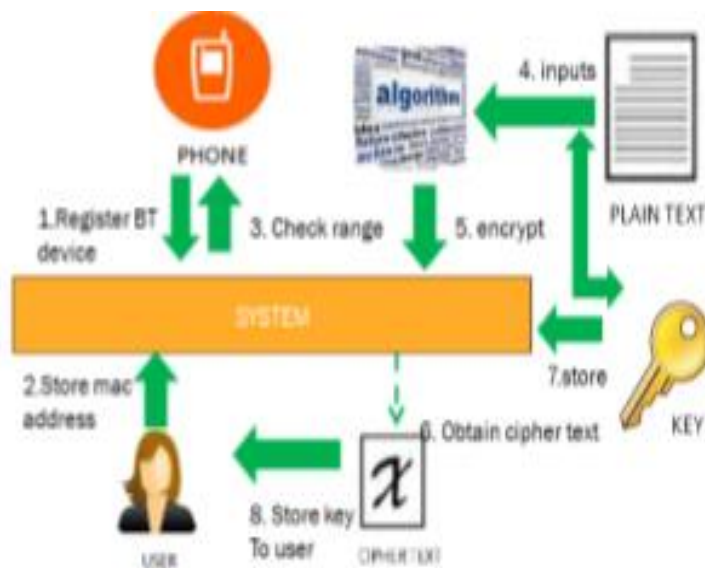 algorithm
4. inputs
PHONE
PLAIN TEXT
1.Register BT
device
3. Check range
5. encrypt
SYSTEM
2.Store mac
address
7.store
KEY
6. Obtain cipher text
8. Store key
To user
USER
CIPHER TEXT